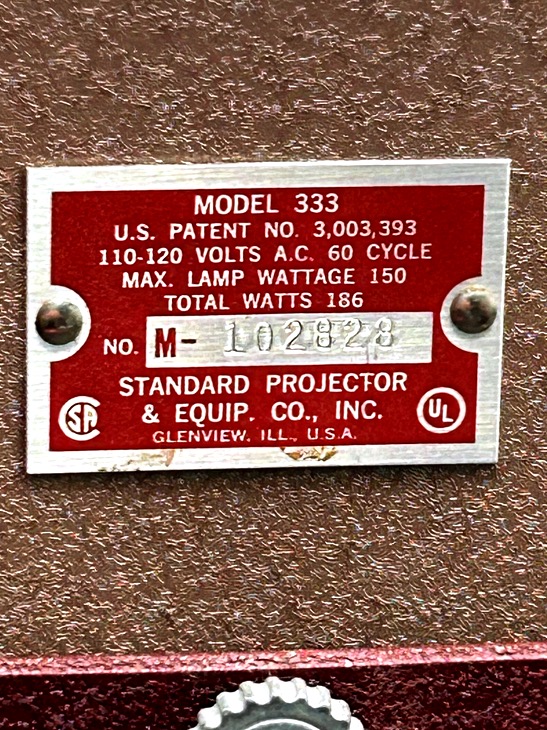 MODEL 333
U.S. PATENT NO. 3,003,393
110-120 VOLTS A.C. 60 CYCLE
MAX. LAMP WATTAGE 150
TOTAL WATTS 186
NO. M- 102828
STANDARD PROJECTOR
& EQUIP. CO., INC.
GLENVIEW, ILL., U.S.A.
SA
UL